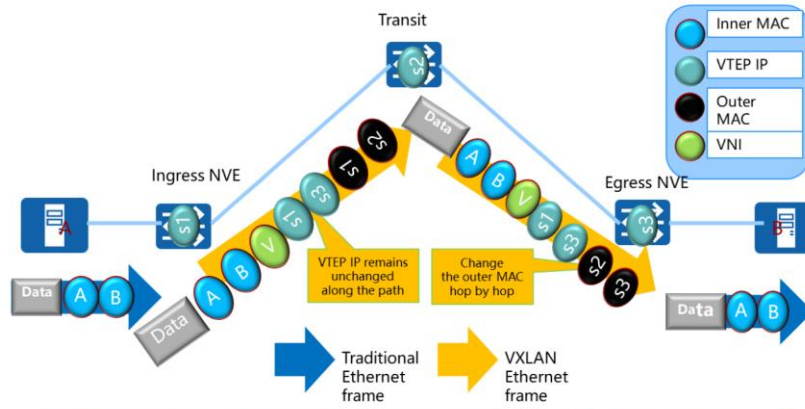 Transit
Inner MAC
VTEP IP
Outer
MAC
VNI
s2
Data
s2
s1
s3
s1
V
B
A
Data
Data
A
B
V
s1
s3
s2
s3
Ingress NVE
Egress NVE
A
s1
s3
B
VTEP IP remains
unchanged
along the path
Change
the outer MAC
hop by hop
Data
A
B
Data
A
B
Traditional
Ethernet
frame
VXLAN
Ethernet
frame